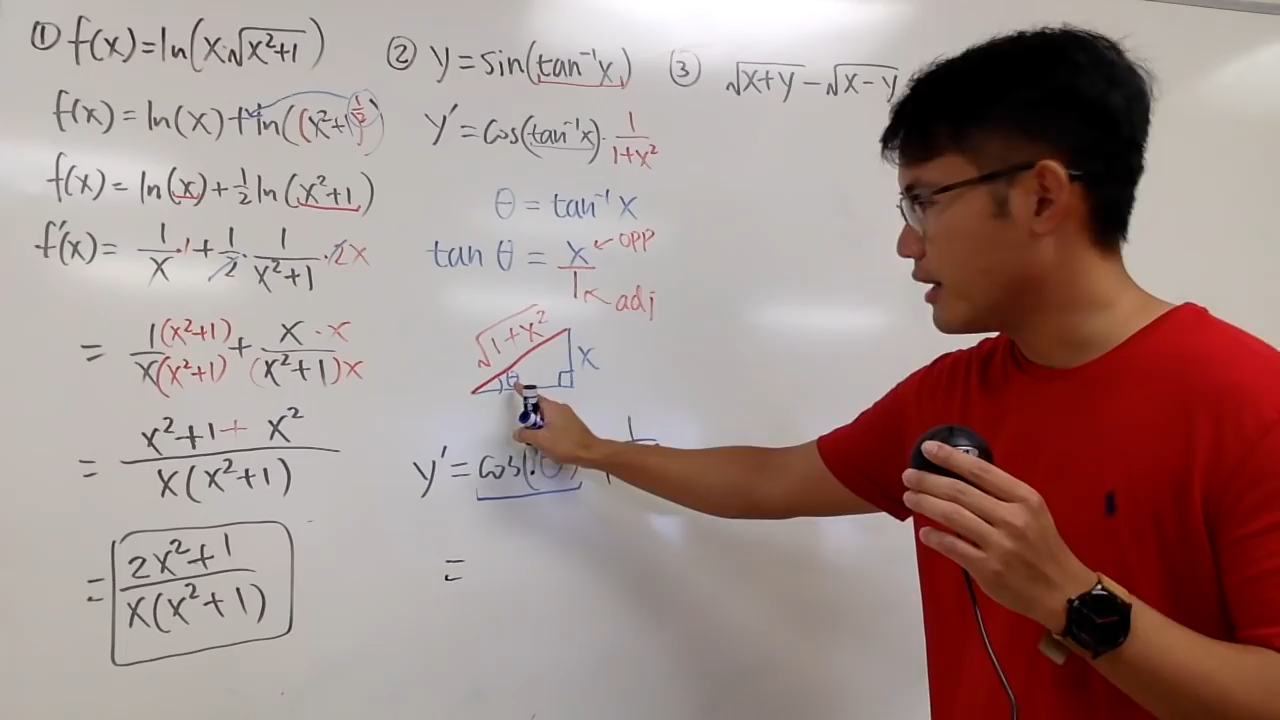 ① f(x)=ln(x√(x²+1))
f(x)=ln(x)+ln((x²+1)^(1/2))
f(x)=ln(x)+1/2 ln(x²+1)
f'(x)= 1/x·1+1/2·1/(x²+1)·2x
= 1(x²+1)/x(x²+1) + x·x/(x²+1)x
= (x²+1+x²)/(x(x²+1))
= (2x²+1)/(x(x²+1))
② y=sin(tan⁻¹x)
y'=cos(tan⁻¹x)·1/(1+x²)
θ=tan⁻¹x
tan θ = x/1 ←opp ←adj
√(1+x²)
θ
x
y'=cos(θ)
=
③ √(x+y)-√(x-y)